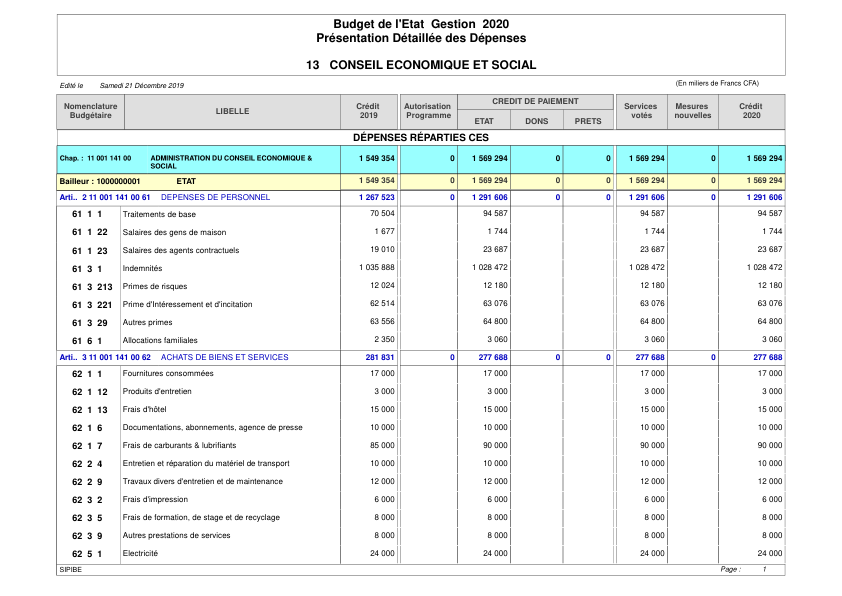 Budget de l'Etat Gestion 2020
Présentation Détaillée des Dépenses
13 CONSEIL ECONOMIQUE ET SOCIAL
Edité le Samedi 21 Décembre 2019 (En miliers de Francs CFA)
Nomenclature Budgétaire LIBELLE Crédit 2019 Autorisation Programme CREDIT DE PAIEMENT ETAT DONS PRETS Services votés Mesures nouvelles Crédit 2020
DÉPENSES RÉPARTIES CES
Chap. : 11 001 141 00 ADMINISTRATION DU CONSEIL ECONOMIQUE & SOCIAL 1 549 354 0 1 569 294 0 0 1 569 294 0 1 569 294
Bailleur : 1000000001 ETAT 1 549 354 0 1 569 294 0 0 1 569 294 0 1 569 294
Arti.. 2 11 001 141 00 61 DEPENSES DE PERSONNEL 1 267 523 0 1 291 606 0 0 1 291 606 0 1 291 606
61 1 1 Traitements de base 70 504 94 587 94 587 94 587
61 1 22 Salaires des gens de maison 1 677 1 744 1 744 1 744
61 1 23 Salaires des agents contractuels 19 010 23 687 23 687 23 687
61 3 1 Indemnités 1 035 888 1 028 472 1 028 472 1 028 472
61 3 213 Primes de risques 12 024 12 180 12 180 12 180
61 3 221 Prime d'Intéressement et d'incitation 62 514 63 076 63 076 63 076
61 3 29 Autres primes 63 556 64 800 64 800 64 800
61 6 1 Allocations familiales 2 350 3 060 3 060 3 060
Arti.. 3 11 001 141 00 62 ACHATS DE BIENS ET SERVICES 281 831 0 277 688 0 0 277 688 0 277 688
62 1 1 Fournitures consommées 17 000 17 000 17 000 17 000
62 1 12 Produits d'entretien 3 000 3 000 3 000 3 000
62 1 13 Frais d'hôtel 15 000 15 000 15 000 15 000
62 1 6 Documentations, abonnements, agence de presse 10 000 10 000 10 000 10 000
62 1 7 Frais de carburants & lubrifiants 85 000 90 000 90 000 90 000
62 2 4 Entretien et réparation du matériel de transport 10 000 10 000 10 000 10 000
62 2 9 Travaux divers d'entretien et de maintenance 12 000 12 000 12 000 12 000
62 3 2 Frais d'impression 6 000 6 000 6 000 6 000
62 3 5 Frais de formation, de stage et de recyclage 8 000 8 000 8 000 8 000
62 3 9 Autres prestations de services 8 000 8 000 8 000 8 000
62 5 1 Electricité 24 000 24 000 24 000 24 000
SIPIBE Page : 1